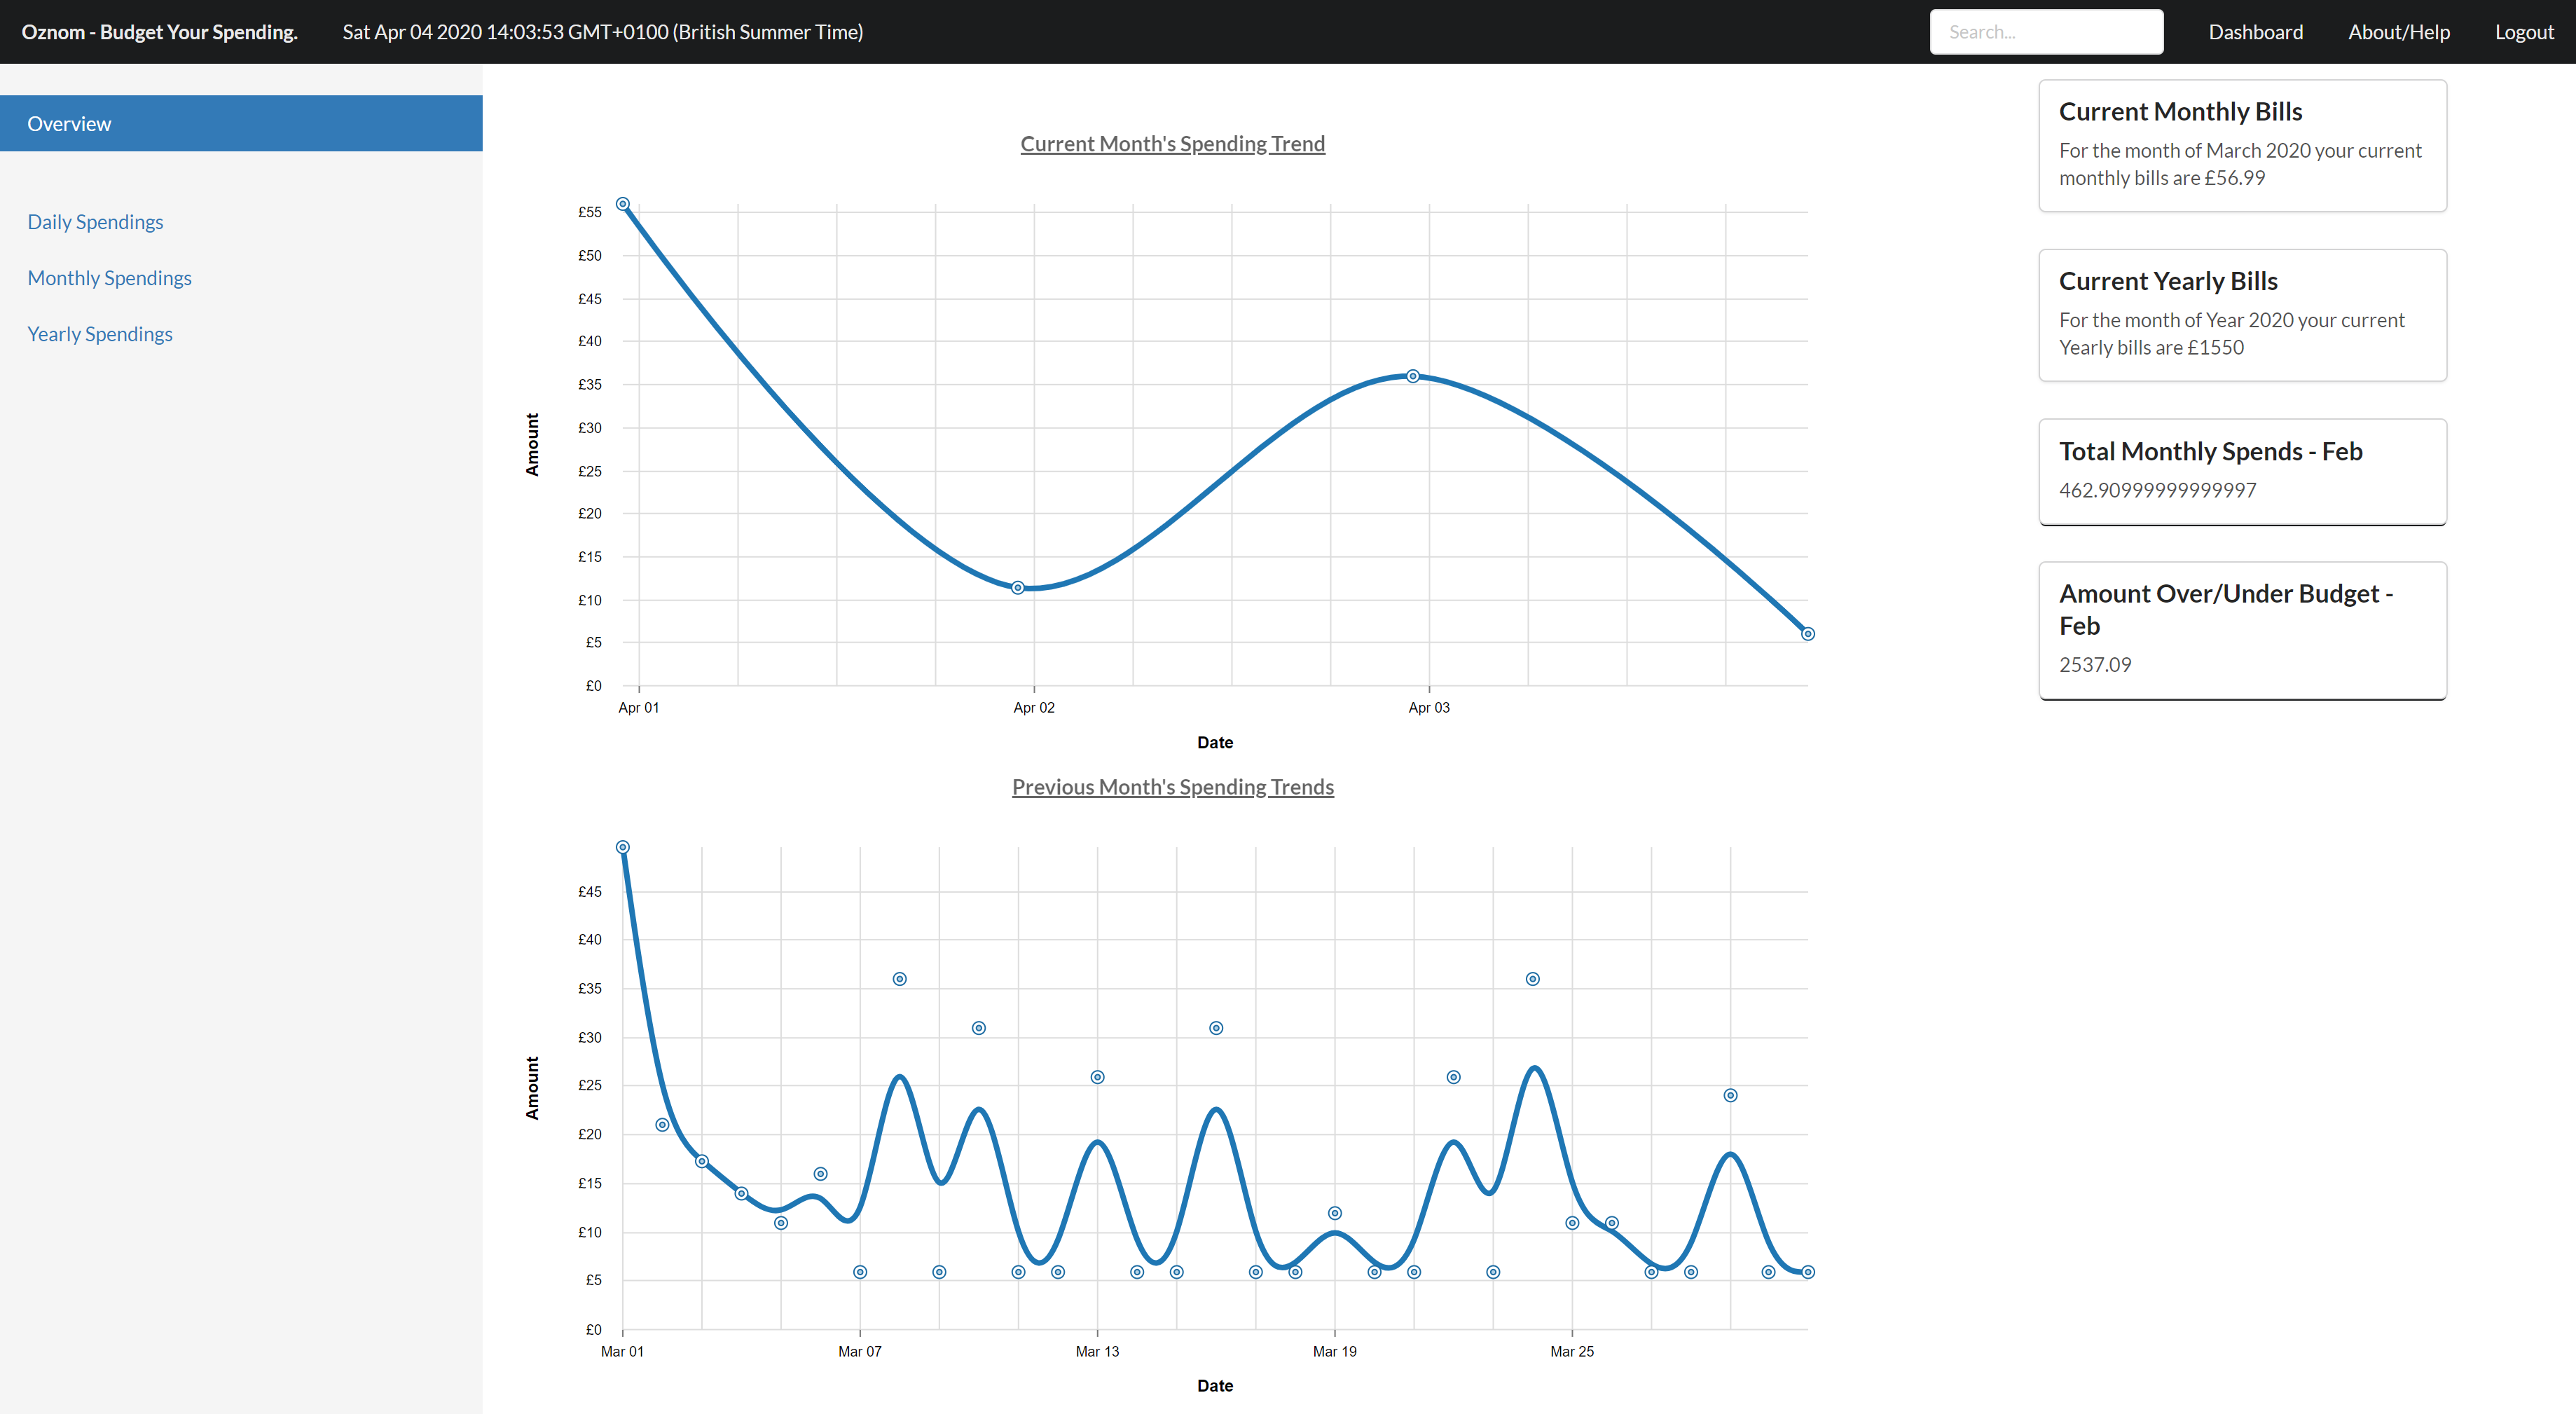 Oznom - Budget Your Spending.
Sat Apr 04 2020 14:03:53 GMT+0100 (British Summer Time)
Search...
Dashboard
About/Help
Logout
Overview
Daily Spendings
Monthly Spendings
Yearly Spendings
Current Month's Spending Trend
£55
£50
£45
£40
£35
£30
£25
£20
£15
£10
£5
£0
Amount
Apr 01
Apr 02
Apr 03
Date
Previous Month's Spending Trends
£45
£40
£35
£30
£25
£20
£15
£10
£5
£0
Amount
Mar 01
Mar 07
Mar 13
Mar 19
Mar 25
Date
Current Monthly Bills
For the month of March 2020 your current
monthly bills are £56.99
Current Yearly Bills
For the month of Year 2020 your current
Yearly bills are £1550
Total Monthly Spends - Feb
462.90999999999997
Amount Over/Under Budget -
Feb
2537.09